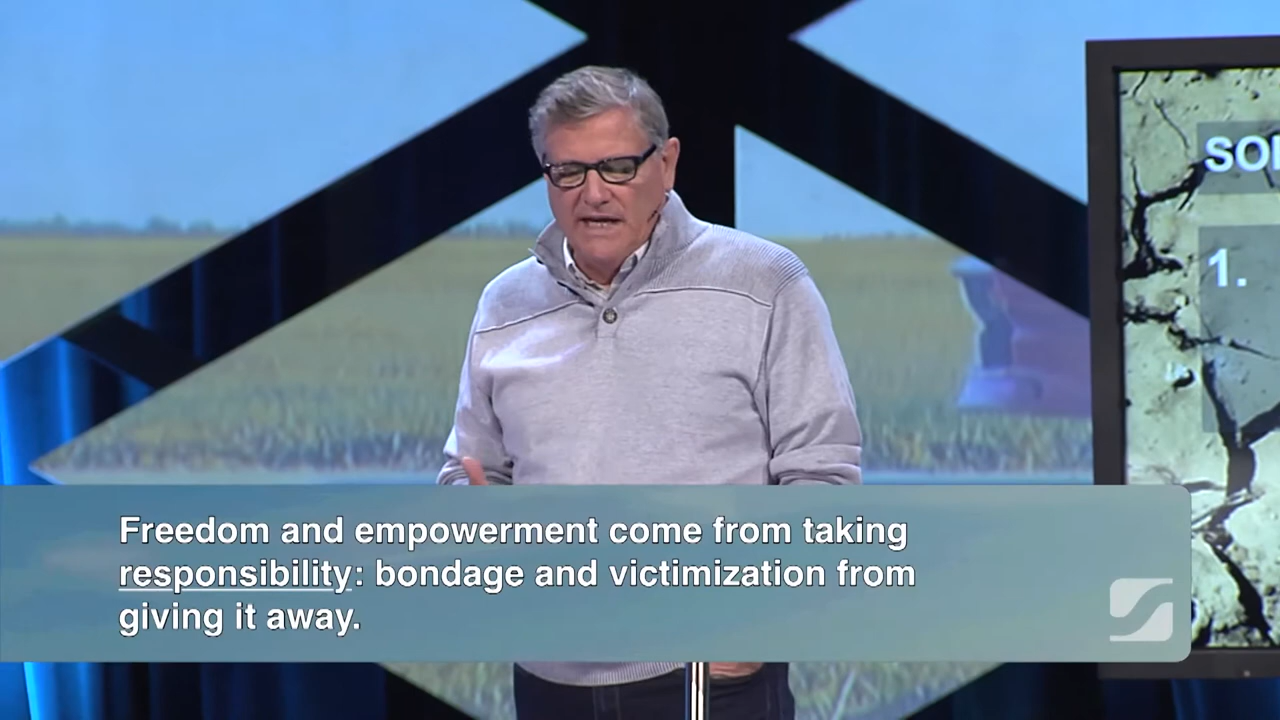 1.
Freedom and empowerment come from taking
responsibility: bondage and victimization from
giving it away.